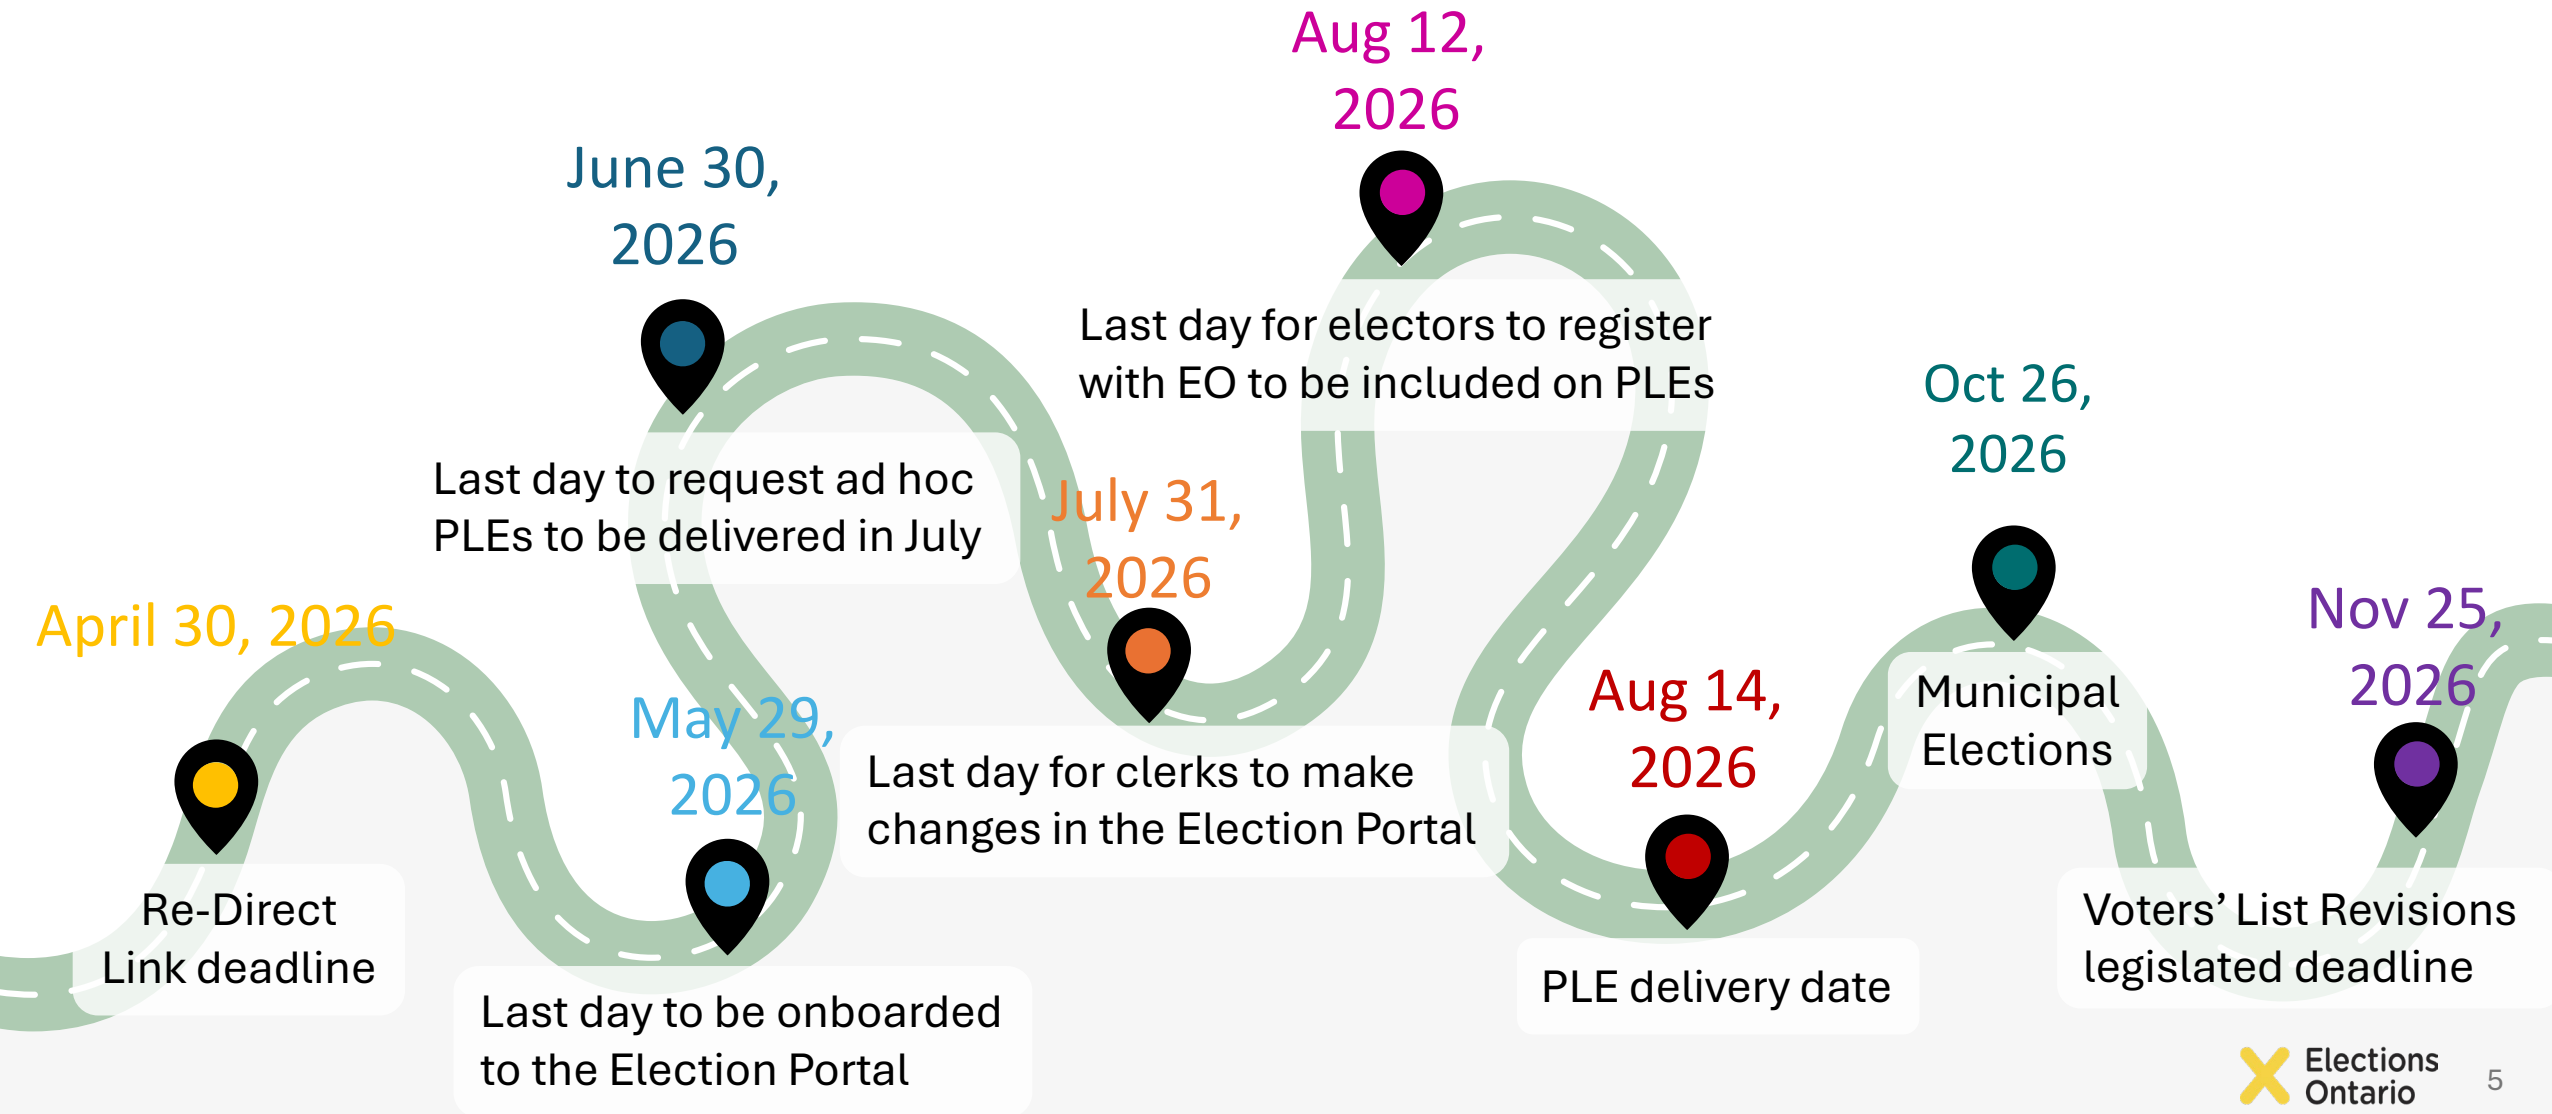 April 30, 2026
Re-Direct
Link deadline
May 29,
2026
Last day to be onboarded
to the Election Portal
June 30,
2026
Last day to request ad hoc
PLEs to be delivered in July
July 31,
2026
Last day for clerks to make
changes in the Election Portal
Aug 12,
2026
Last day for electors to register
with EO to be included on PLEs
Aug 14,
2026
PLE delivery date
Oct 26,
2026
Municipal
Elections
Nov 25,
2026
Voters’ List Revisions
legislated deadline
Elections
Ontario
5